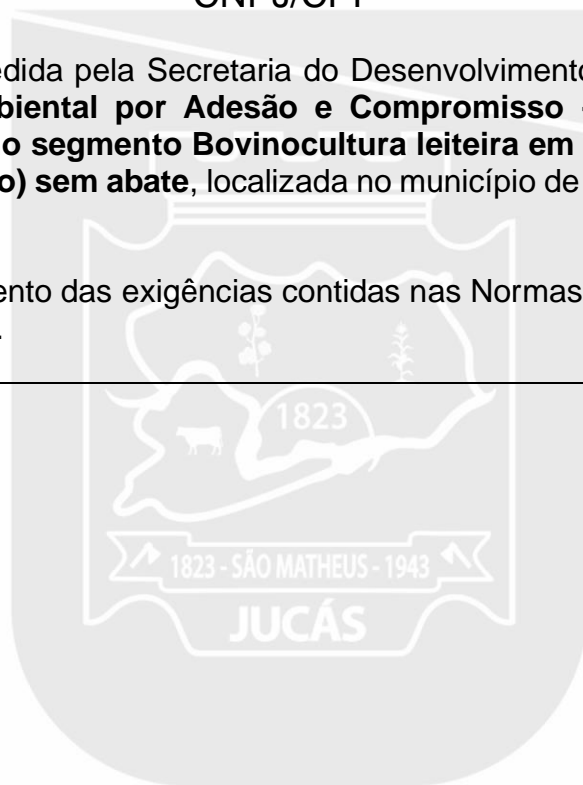 CNPJ/CPF
edida pela Secretaria do Desenvolvimento
biental por Adesão e Compromisso -
o segmento Bovinocultura leiteira em
o) sem abate, localizada no município de
ento das exigências contidas nas Normas
.
1823
1823 - SÃO MATHEUS - 1943
JUCÁS